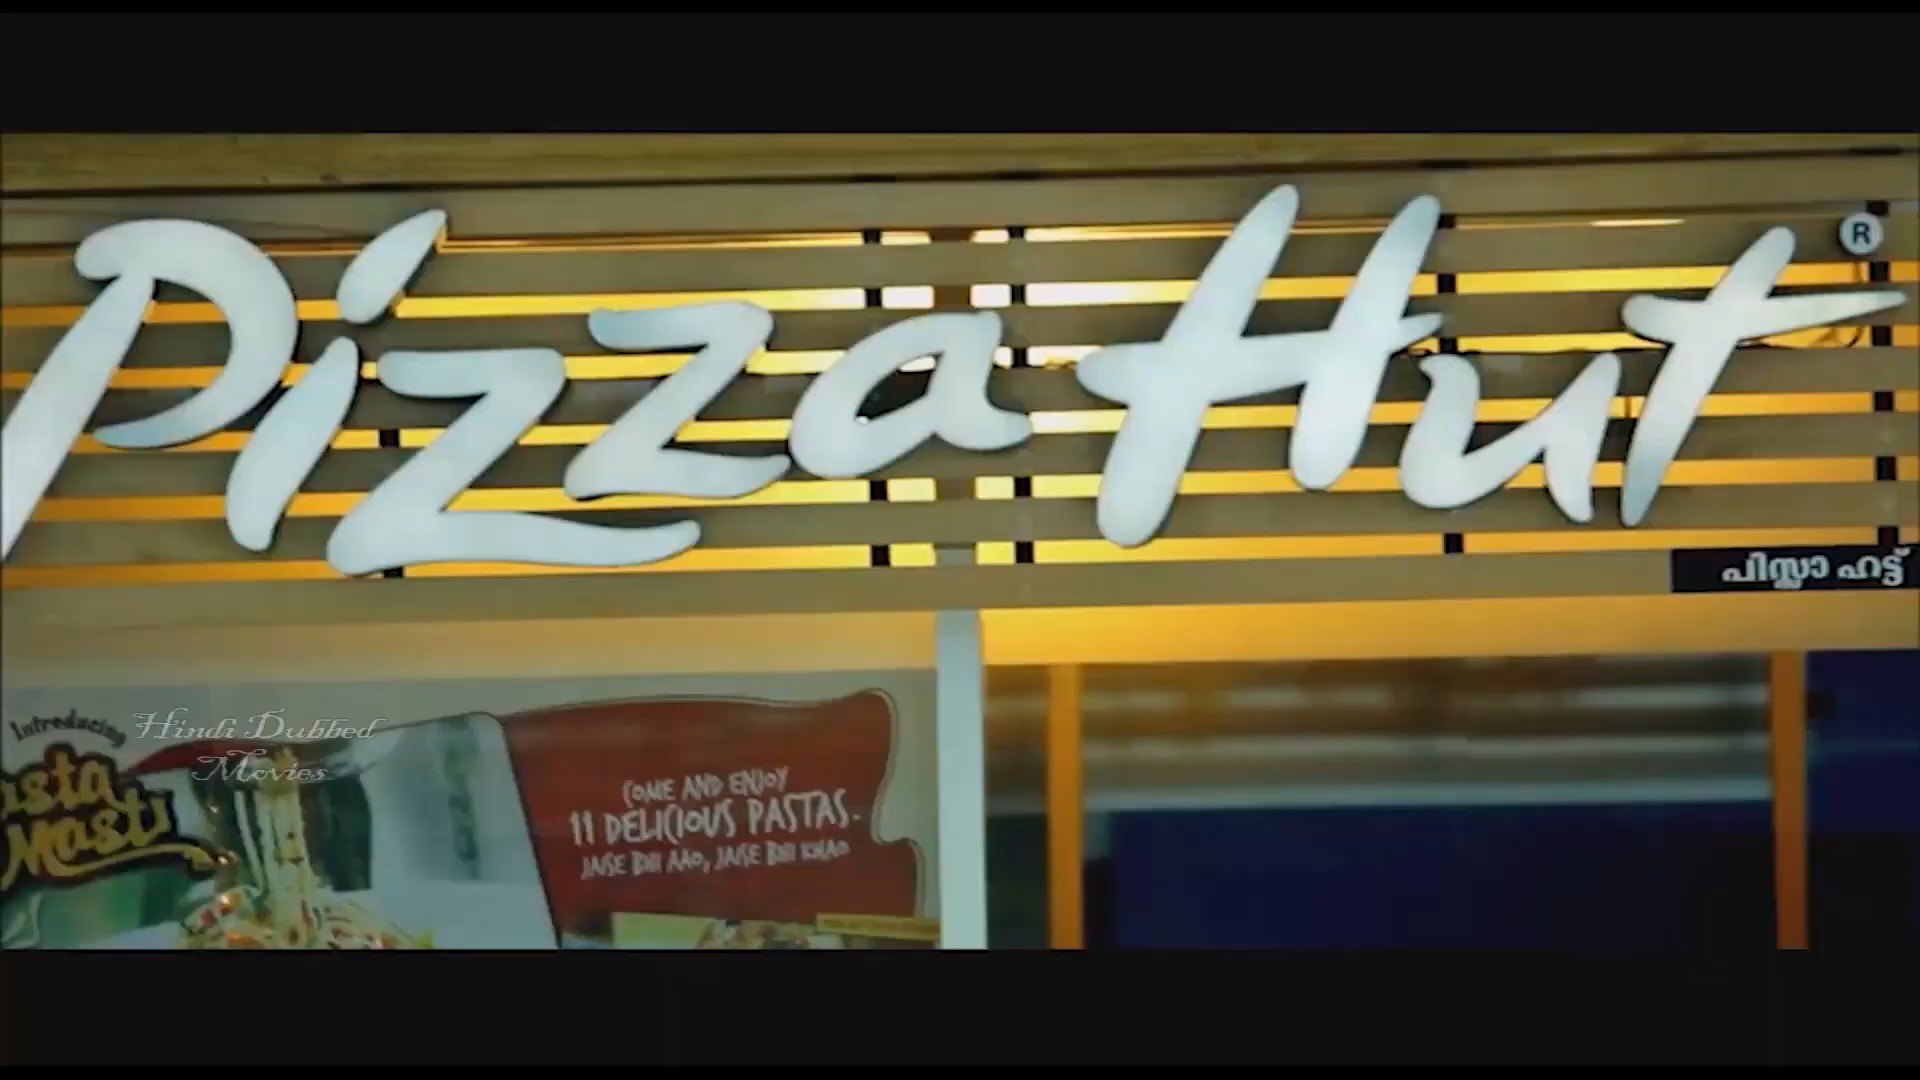 Pizza Hut ®
പിസ്സാ ഹട്ട്
Introducing
Masti
Hindi Dubbed
Movies
COME AND ENJOY
11 DELICIOUS PASTAS.
JAISE BHI AAO, JAISE BHI KHAO